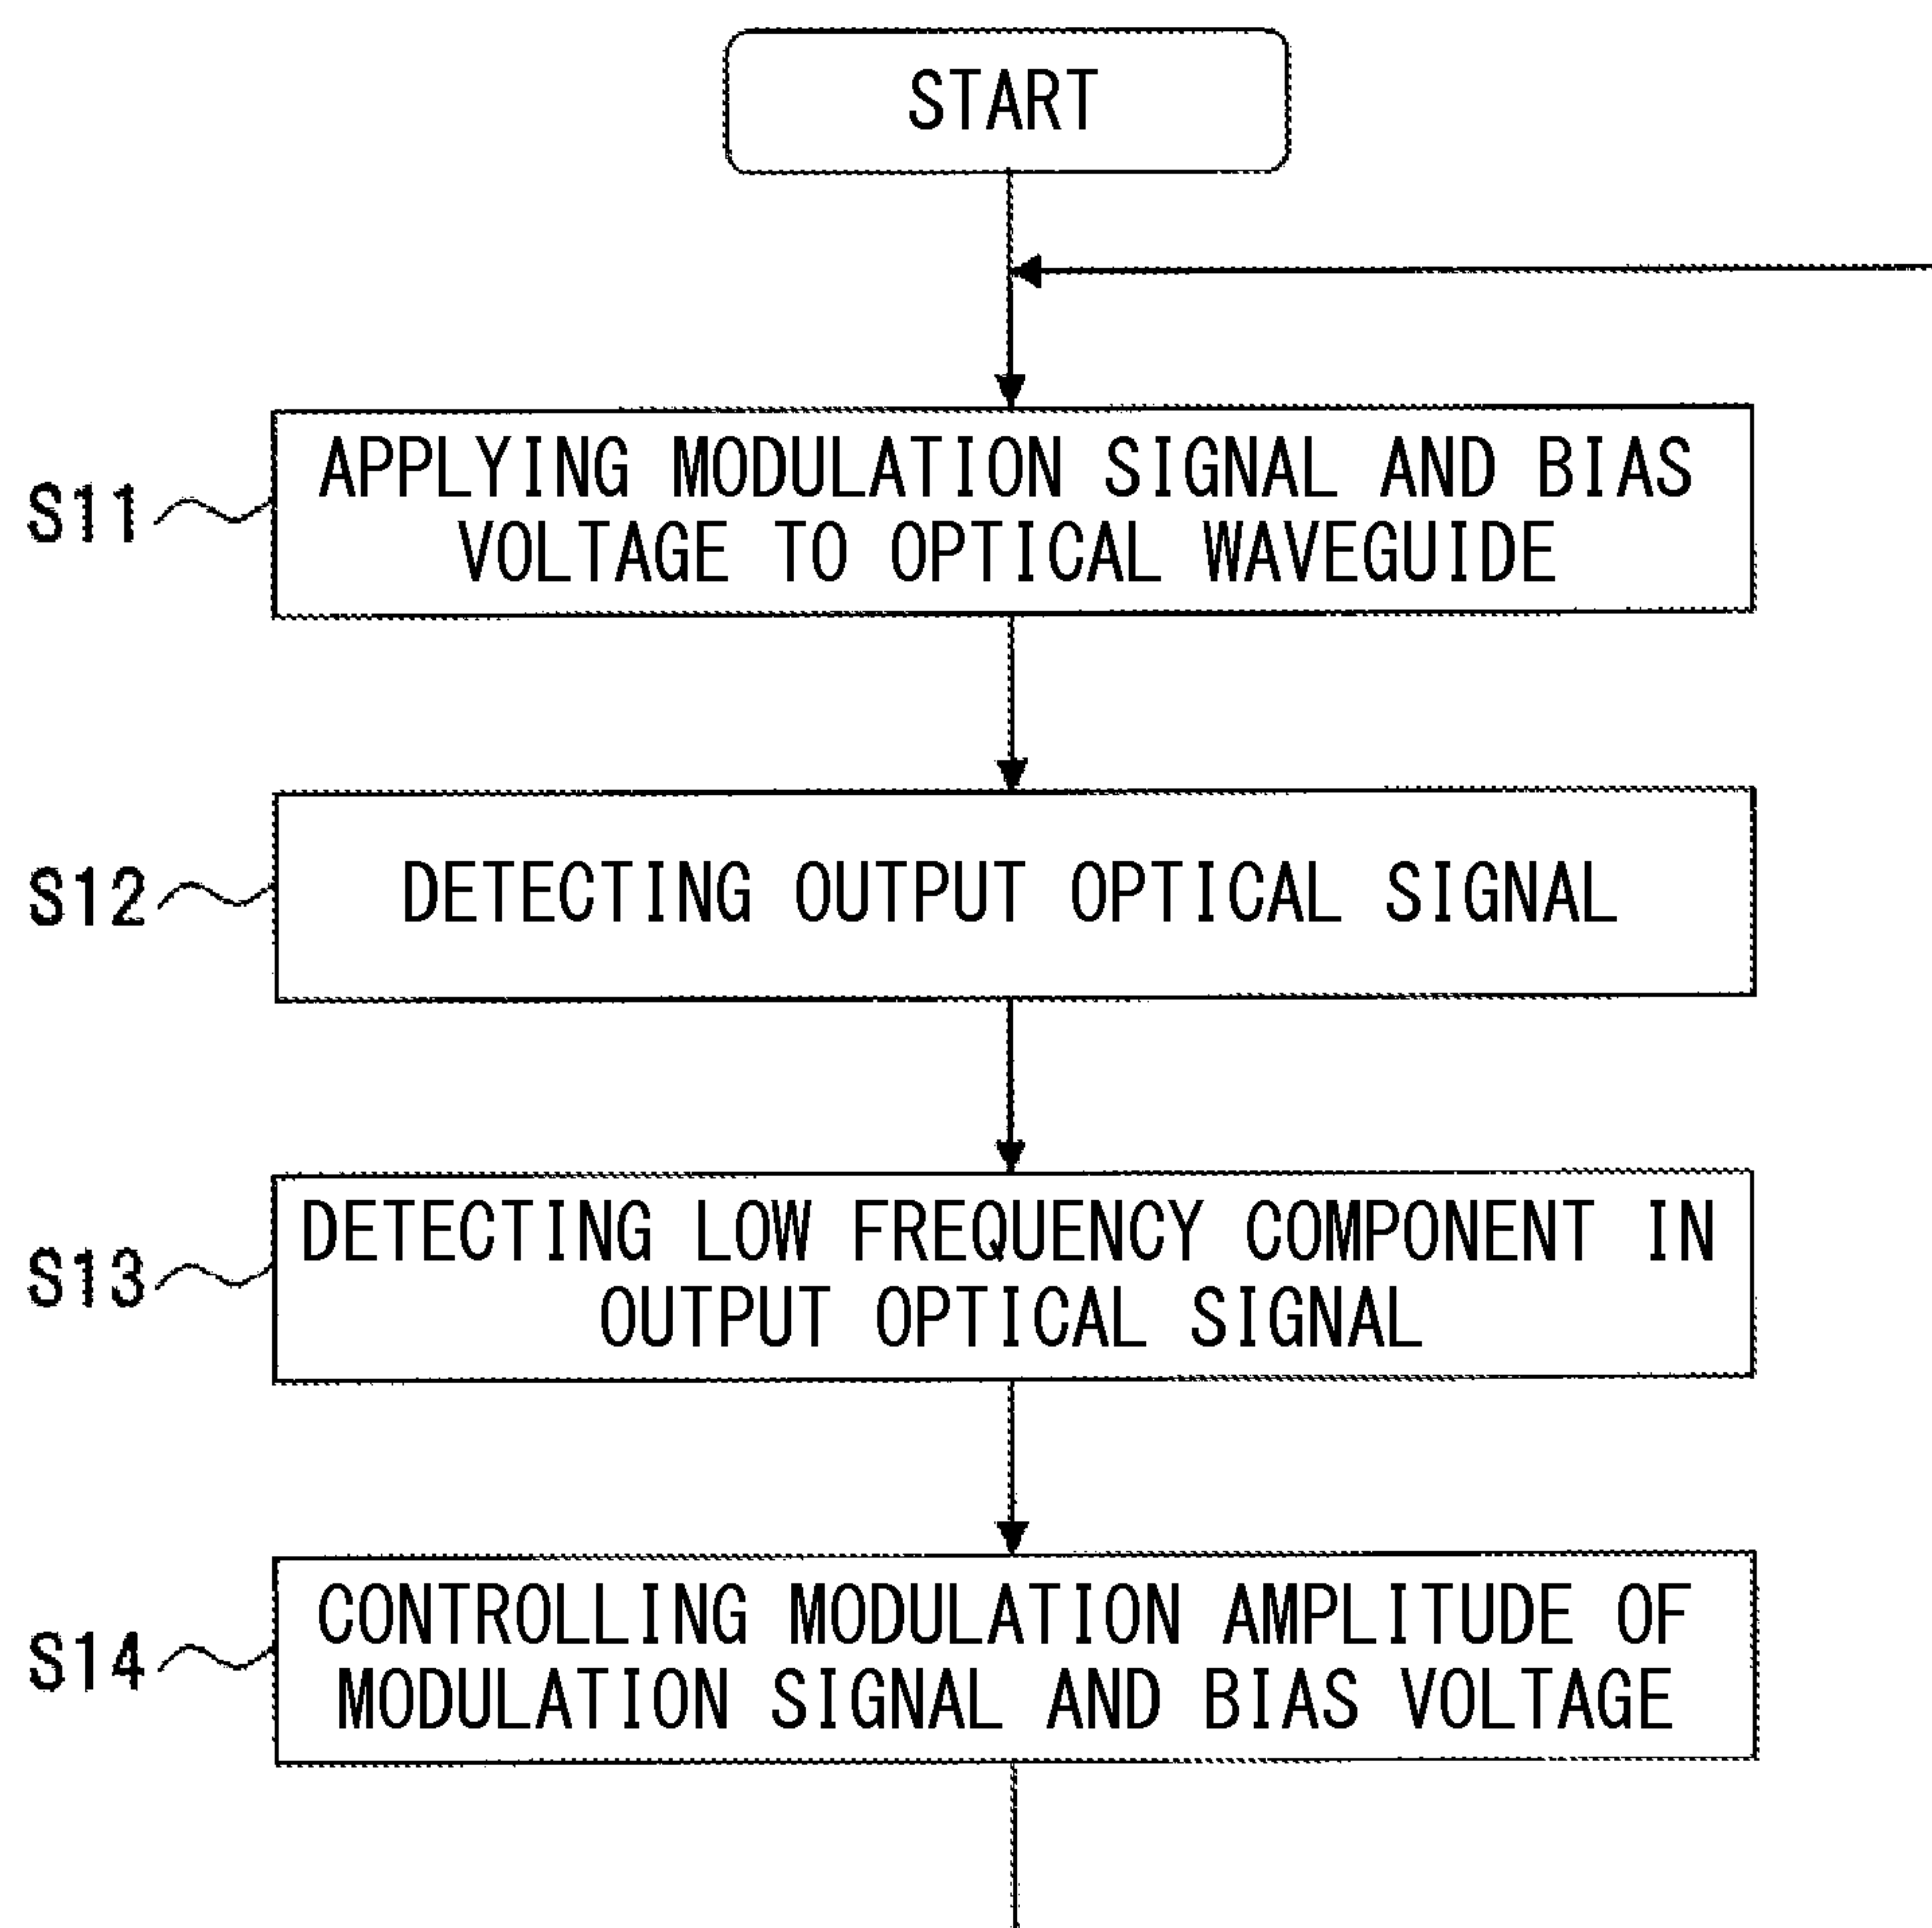 START
S11
APPLYING MODULATION SIGNAL AND BIAS
VOLTAGE TO OPTICAL WAVEGUIDE
S12
DETECTING OUTPUT OPTICAL SIGNAL
S13
DETECTING LOW FREQUENCY COMPONENT IN
OUTPUT OPTICAL SIGNAL
S14
CONTROLLING MODULATION AMPLITUDE OF
MODULATION SIGNAL AND BIAS VOLTAGE